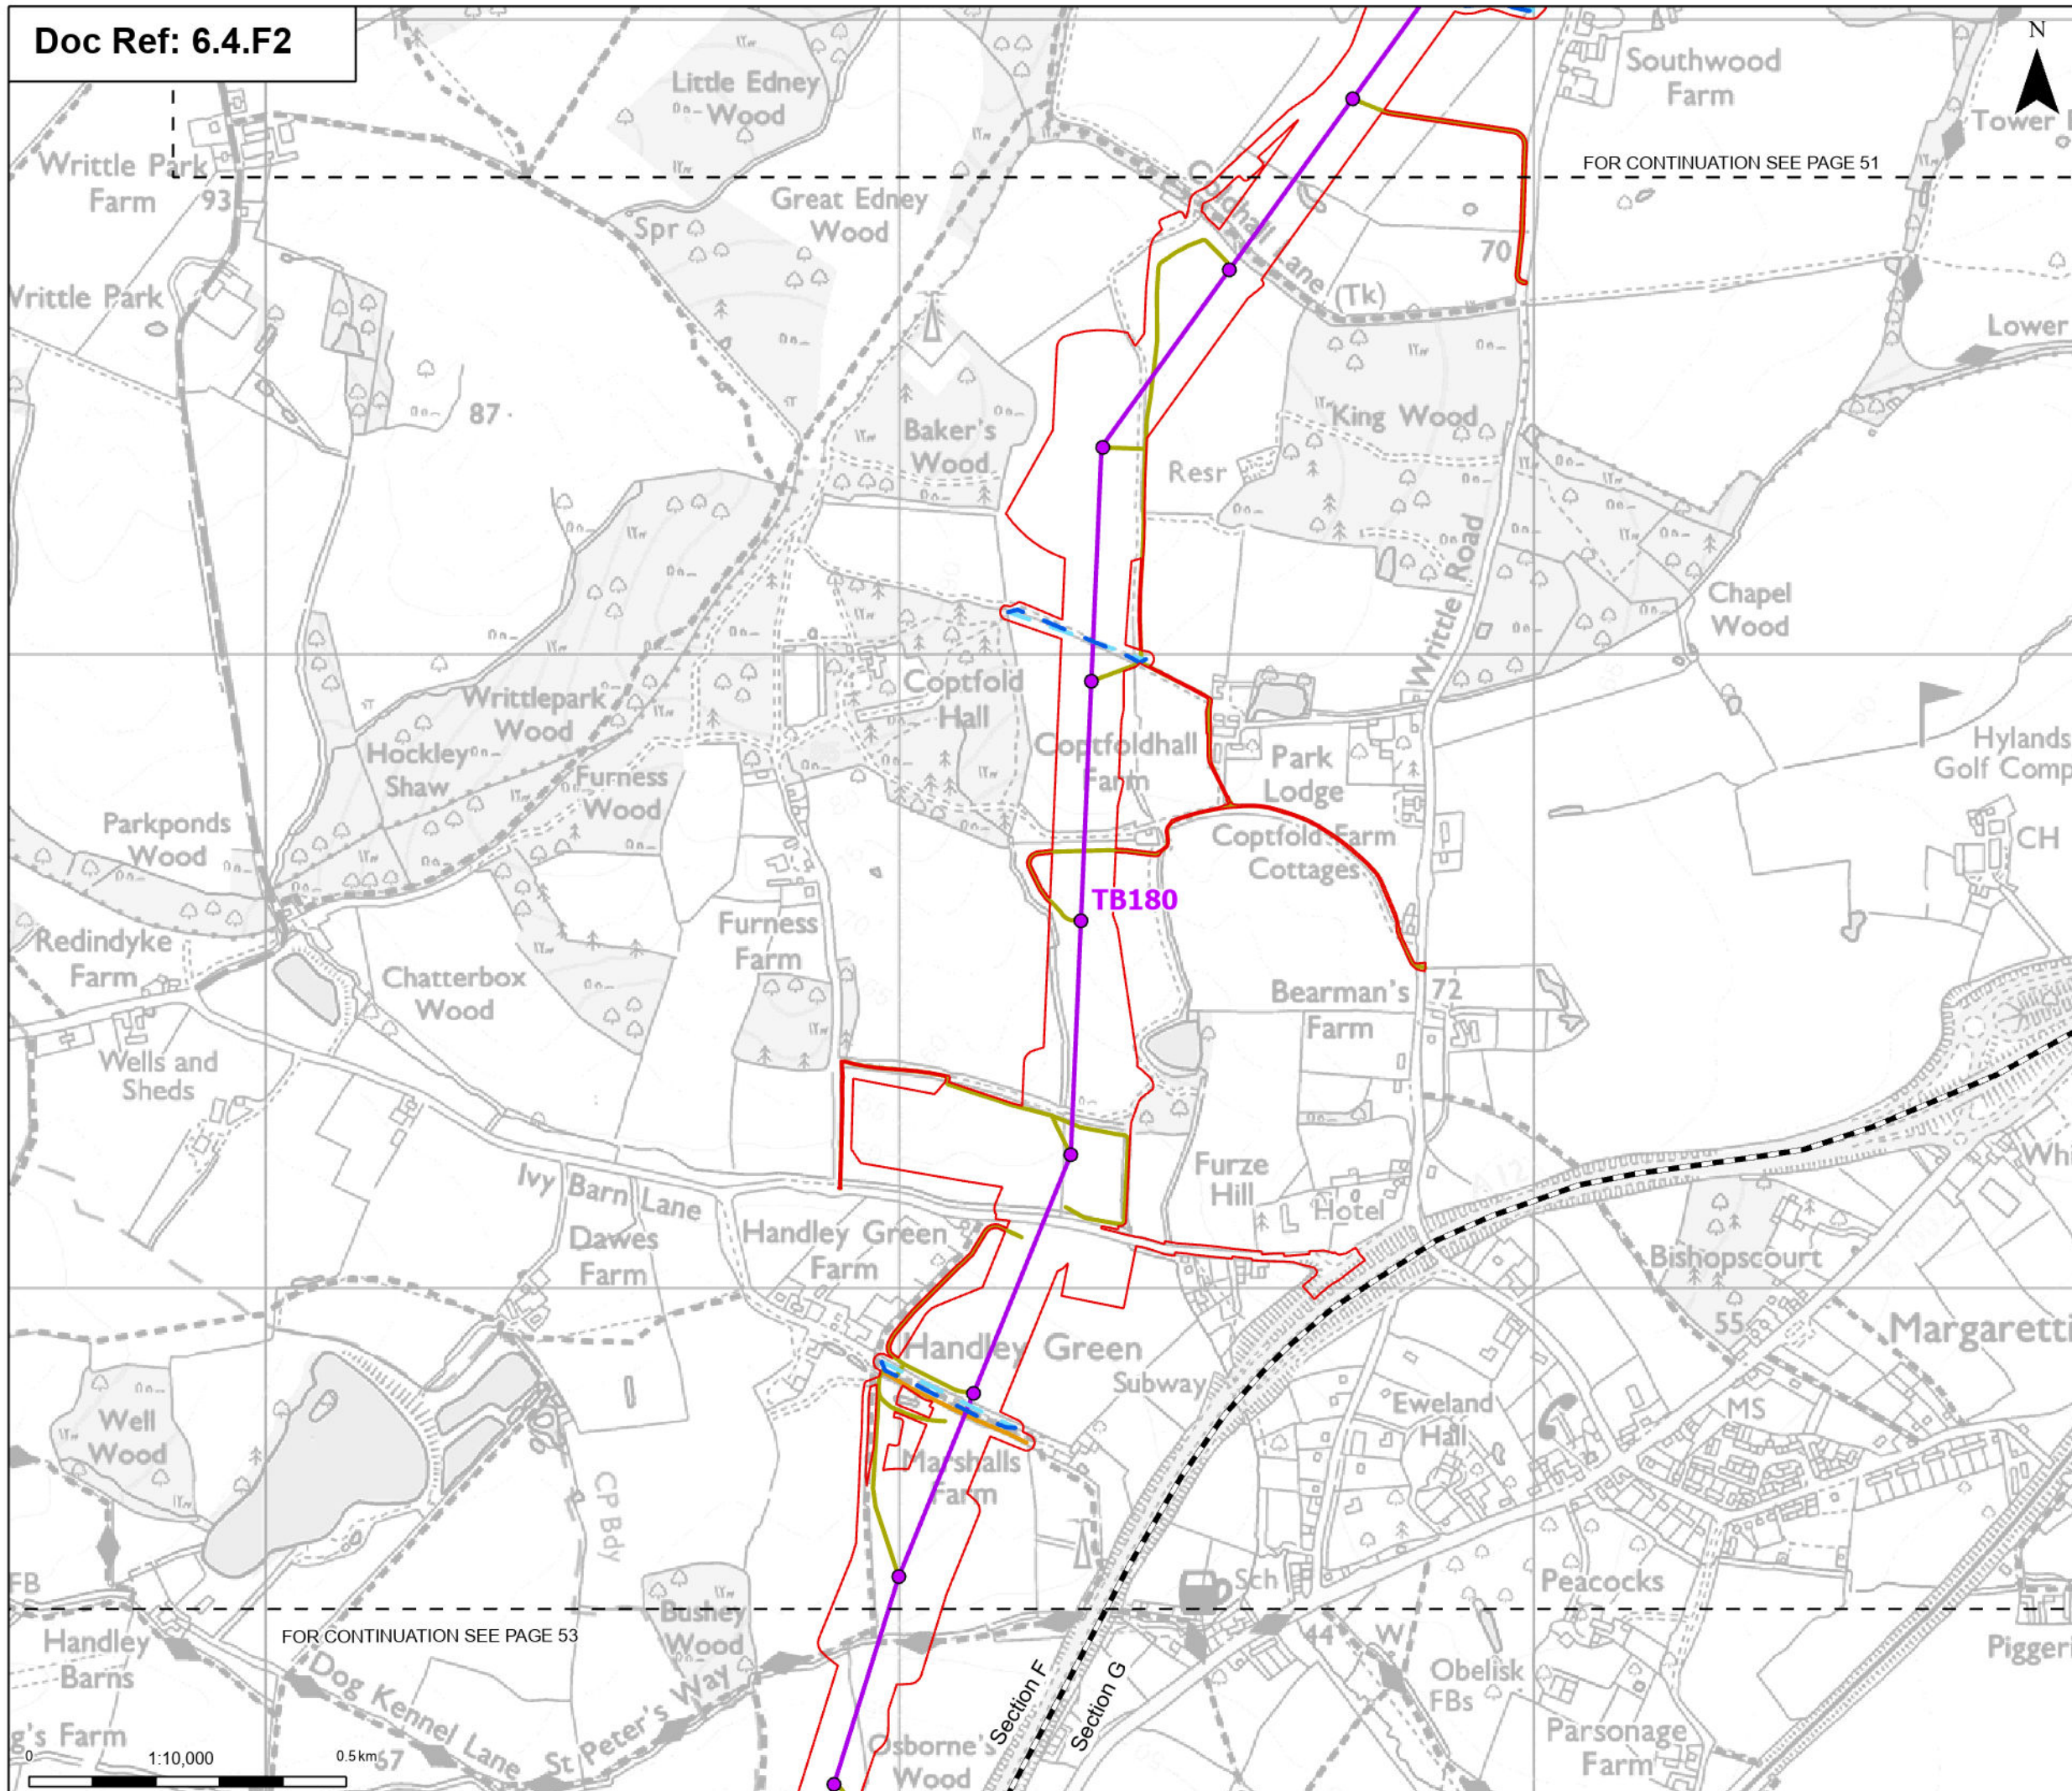 Doc Ref: 6.4.F2
N
Little Edney
Wood
Southwood
Farm
Writtle Park
Farm
93
FOR CONTINUATION SEE PAGE 51
Great Edney
Wood
Spr
Coldhall Lane (Tk)
70
Writtle Park
Lower
87
Baker's
Wood
King Wood
Resr
Writtle Road
Chapel
Wood
Coptfold
Hall
Writtlepark
Wood
Hockley
Shaw
Furness
Wood
Coptfoldhall
Farm
Park
Lodge
Hylands
Parkponds
Wood
Coptfold Farm
Cottages
CH
TB180
Furness
Farm
Redindyke
Farm
Chatterbox
Wood
Bearman's
Farm
72
Wells and
Sheds
A 12
Ivy Barn Lane
Furze
Hill
Hotel
Handley Green
Farm
Dawes
Farm
Bishopscourt
55
Handley Green
Subway
Eweland
Hall
MS
Well
Wood
Marshalls
Farm
CP Bdy
FB
Sch
Peacocks
FOR CONTINUATION SEE PAGE 53
Bushey
Wood
Handley
Barns
44
W
Obelisk
FBs
Dog Kennel Lane
St Peter's Way
Section F
Section G
Parsonage
Farm
Osborne's
Wood
0
1:10,000
0.5 km
57